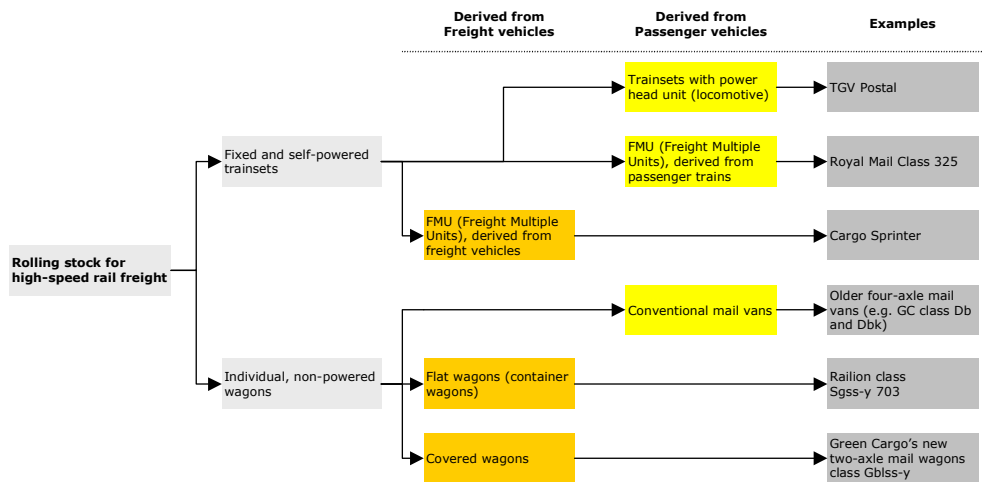 Derived from
Freight vehicles
Derived from
Passenger vehicles
Examples
Trainsets with power
head unit (locomotive)
TGV Postal
Fixed and self-powered
trainsets
FMU (Freight Multiple
Units), derived from
passenger trains
Royal Mail Class 325
FMU (Freight Multiple
Units), derived from
freight vehicles
Cargo Sprinter
Rolling stock for
high-speed rail freight
Conventional mail vans
Older four-axle mail
vans (e.g. GC class Db
and Dbk)
Individual, non-powered
wagons
Flat wagons (container
wagons)
Railion class
Sgss-y 703
Covered wagons
Green Cargo's new
two-axle mail wagons
class Gblss-y